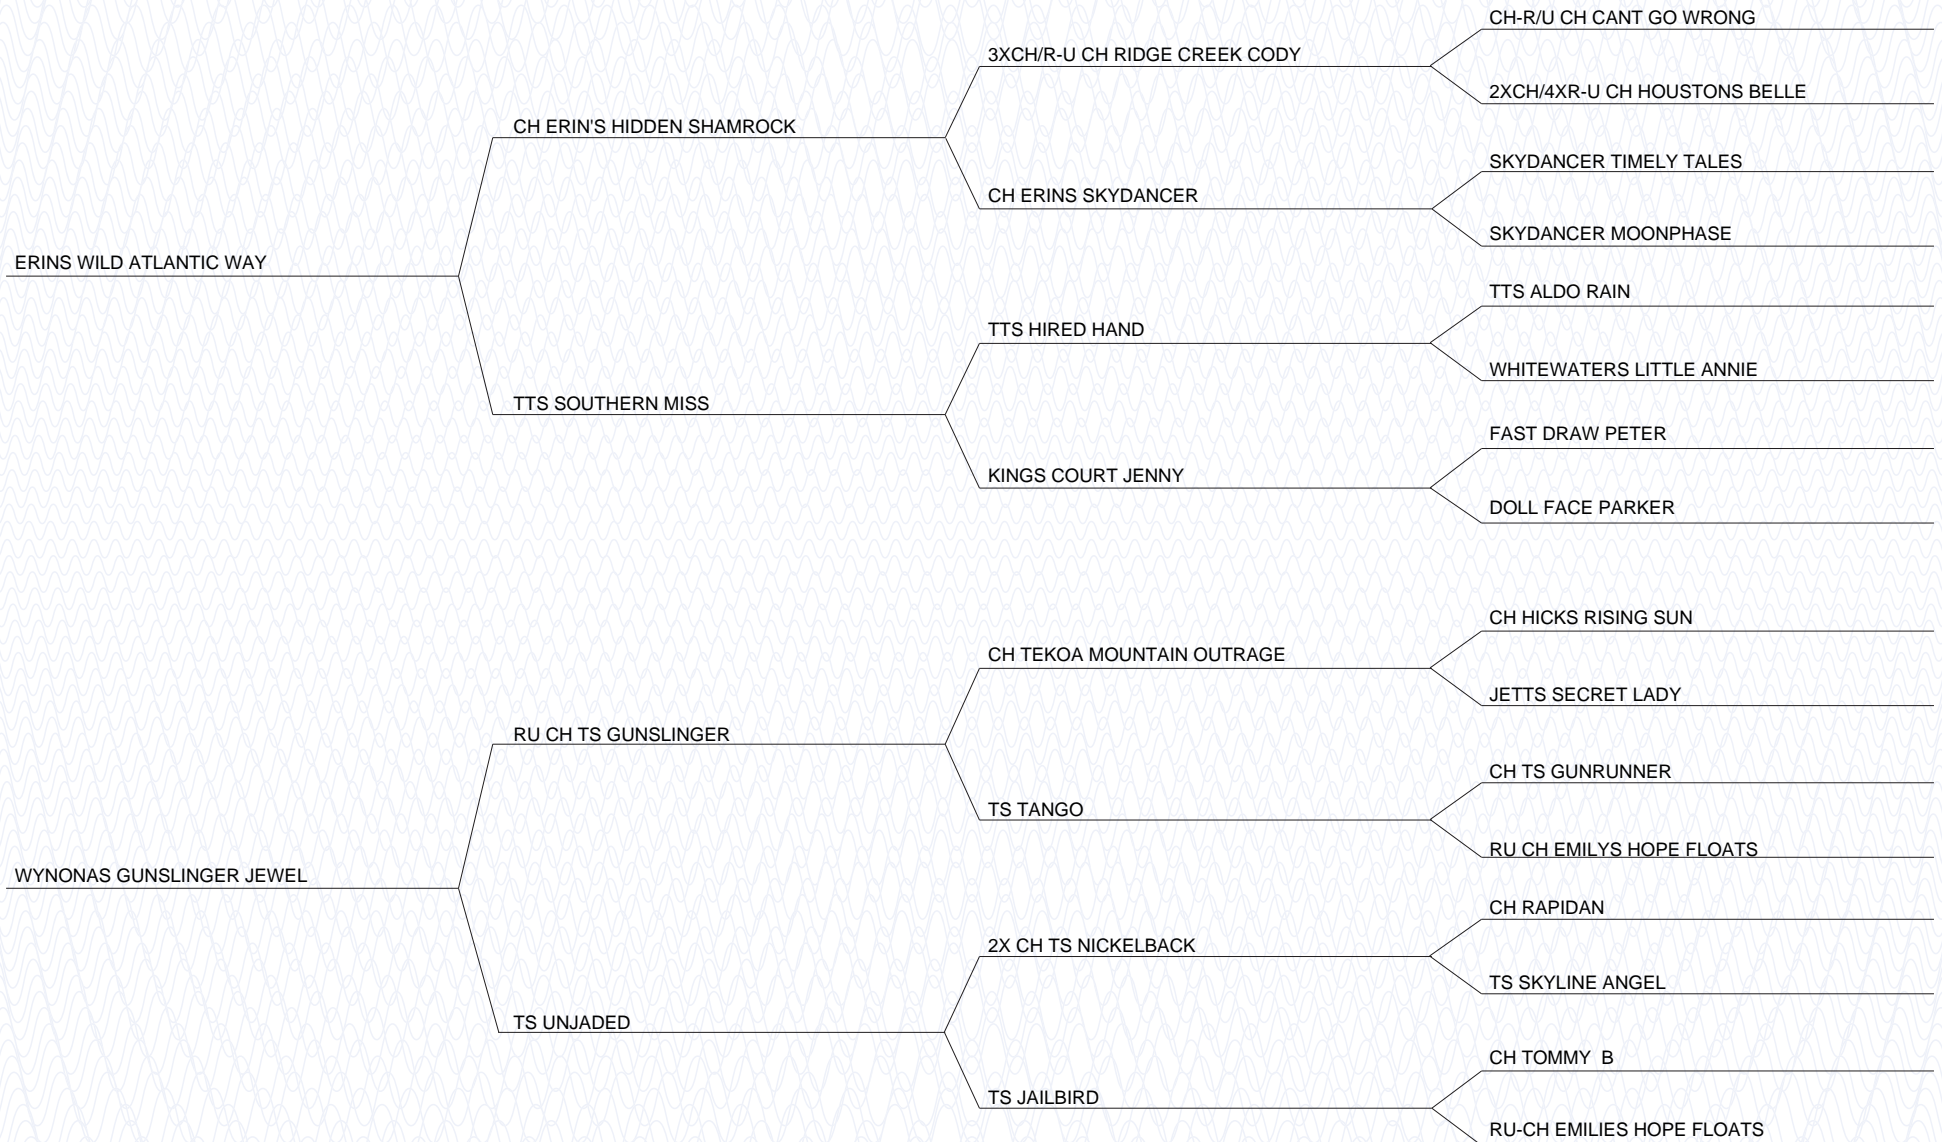 CH-R/U CH CANT GO WRONG
3XCH/R-U CH RIDGE CREEK CODY
2XCH/4XR-U CH HOUSTONS BELLE
CH ERIN'S HIDDEN SHAMROCK
SKYDANCER TIMELY TALES
CH ERINS SKYDANCER
SKYDANCER MOONPHASE
ERINS WILD ATLANTIC WAY
TTS ALDO RAIN
TTS HIRED HAND
WHITEWATERS LITTLE ANNIE
TTS SOUTHERN MISS
FAST DRAW PETER
KINGS COURT JENNY
DOLL FACE PARKER
CH HICKS RISING SUN
CH TEKOA MOUNTAIN OUTRAGE
JETTS SECRET LADY
RU CH TS GUNSLINGER
CH TS GUNRUNNER
TS TANGO
RU CH EMILYS HOPE FLOATS
WYNONAS GUNSLINGER JEWEL
CH RAPIDAN
2X CH TS NICKELBACK
TS SKYLINE ANGEL
TS UNJADED
CH TOMMY  B
TS JAILBIRD
RU-CH EMILIES HOPE FLOATS